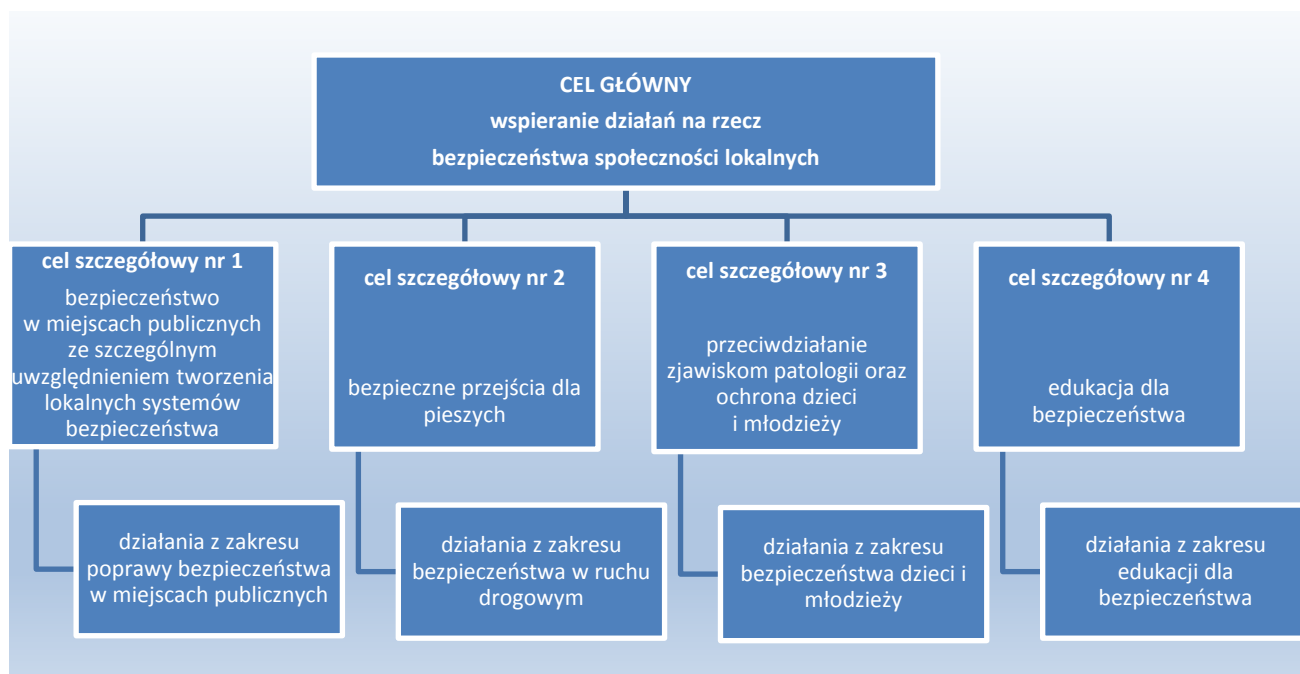 CEL GŁÓWNY
wspieranie działań na rzecz
bezpieczeństwa społeczności lokalnych
cel szczegółowy nr 1
bezpieczeństwo
w miejscach publicznych
ze szczególnym
uwzględnieniem tworzenia
lokalnych systemów
bezpieczeństwa
cel szczegółowy nr 2
bezpieczne przejścia dla
pieszych
cel szczegółowy nr 3
przeciwdziałanie
zjawiskom patologii oraz
ochrona dzieci
i młodzieży
cel szczegółowy nr 4
edukacja dla
bezpieczeństwa
działania z zakresu
poprawy bezpieczeństwa
w miejscach publicznych
działania z zakresu
bezpieczeństwa w ruchu
drogowym
działania z zakresu
bezpieczeństwa dzieci i
młodzieży
działania z zakresu
edukacji dla
bezpieczeństwa